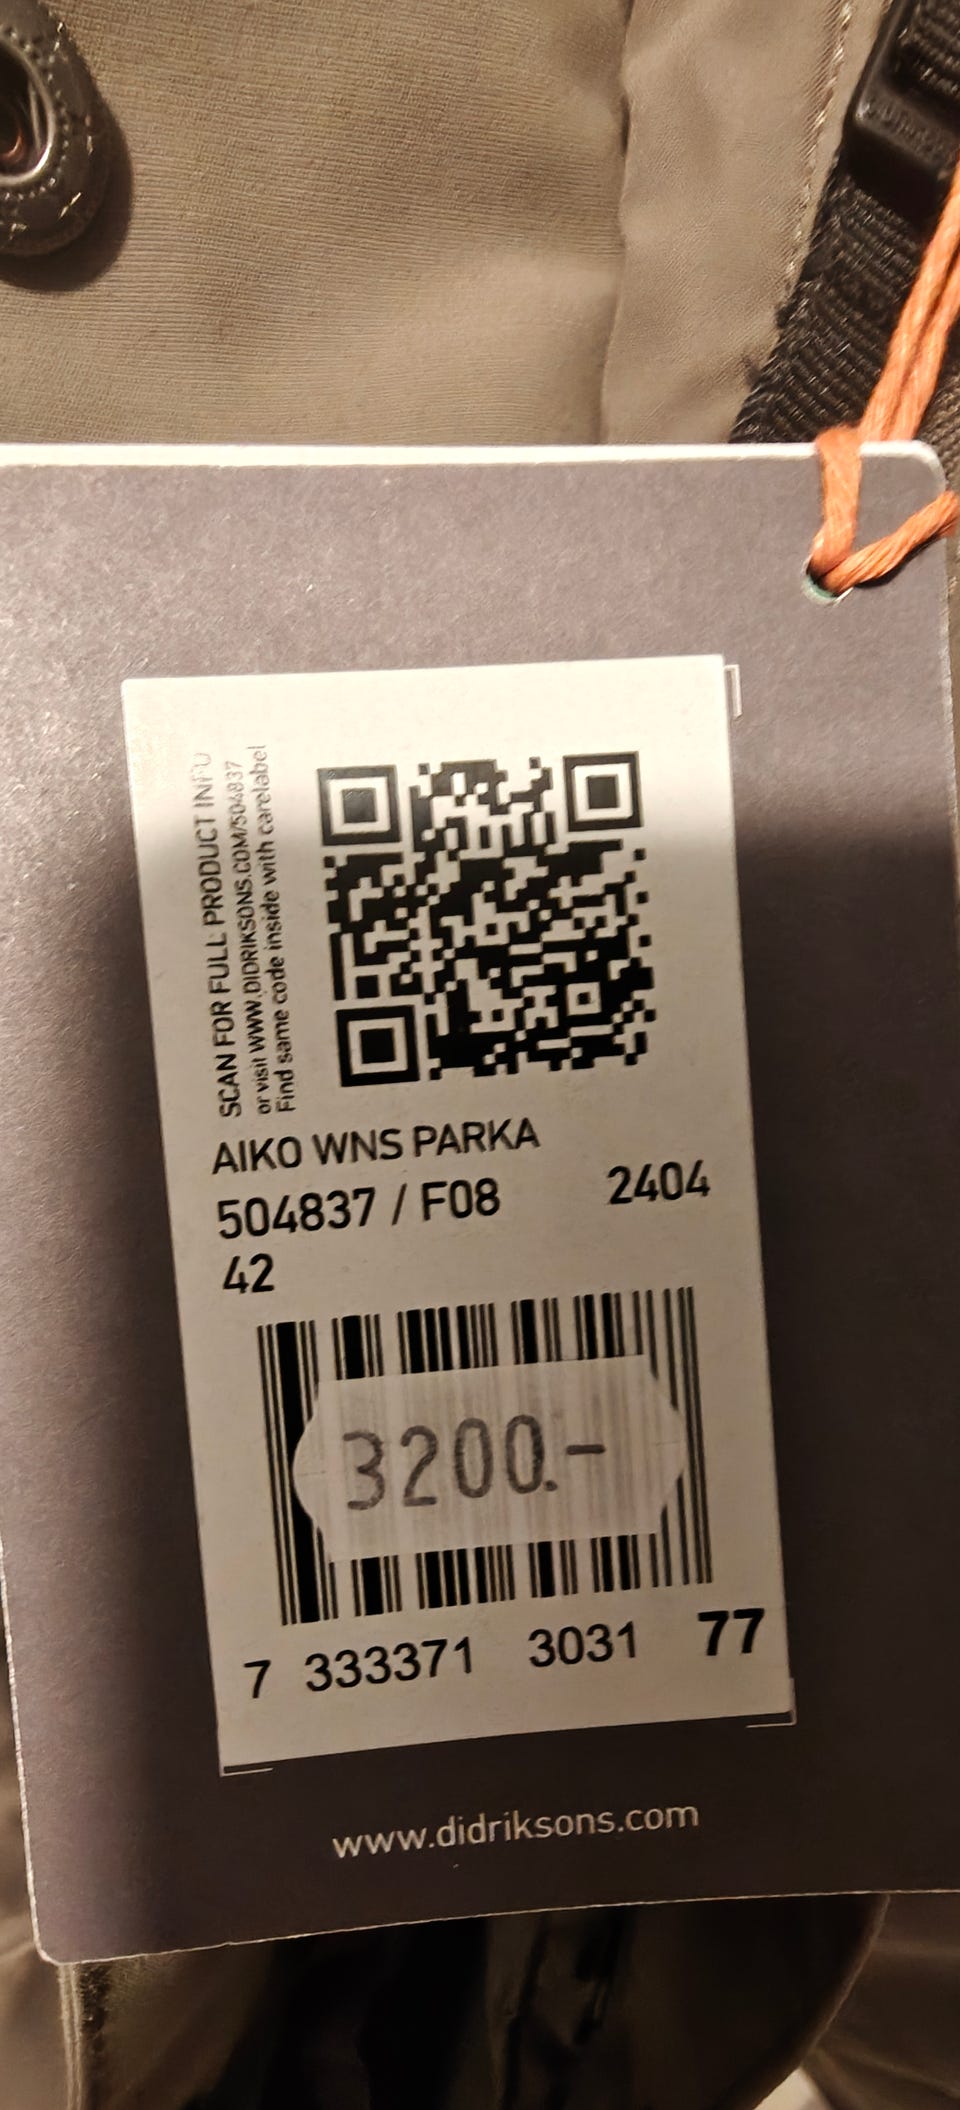 SCAN FOR FULL PRODUCT INFO
or visit WWW.DIDRIKSONS.COM/504837
Find same code inside with carelabel
AIKO WNS PARKA
504837 / F08 2404
42
3200.-
7 333371 3031 77
www.didriksons.com